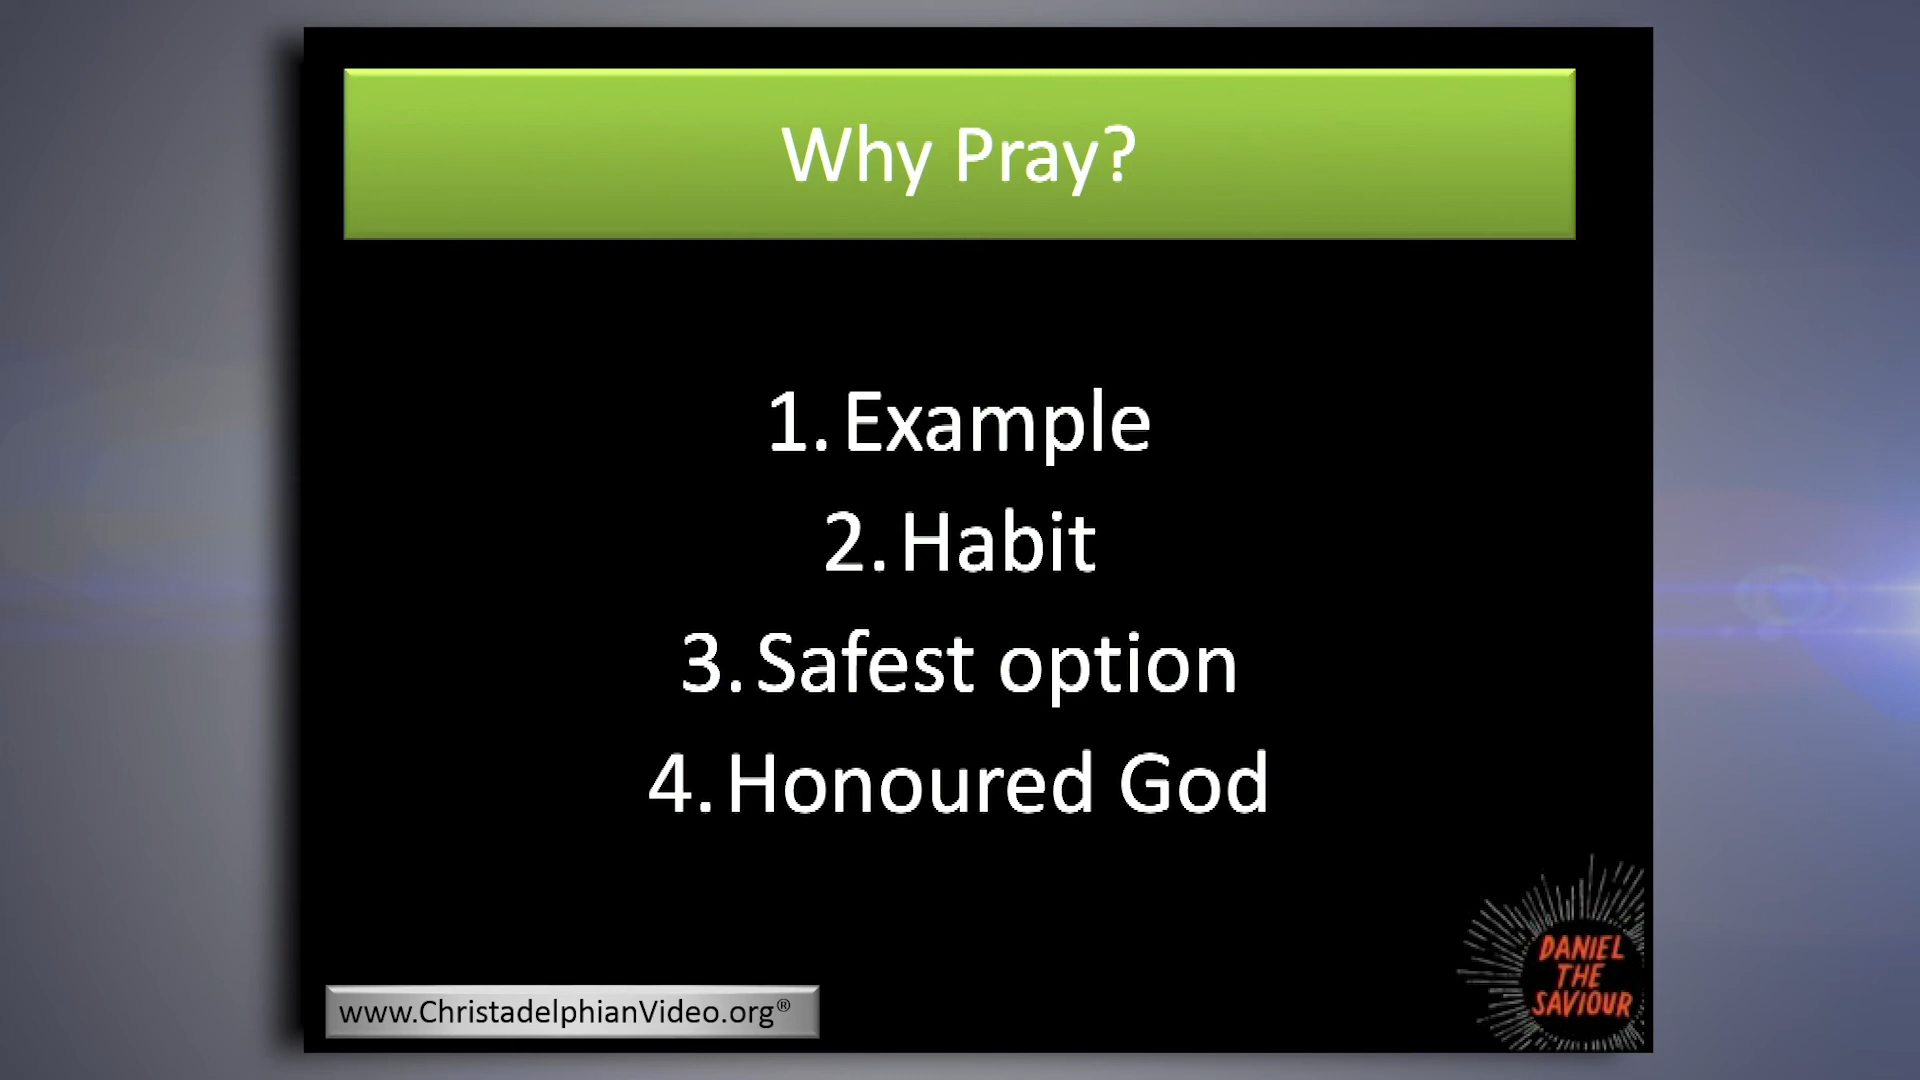 Why Pray?
1. Example
2. Habit
3. Safest option
4. Honoured God
www.ChristadelphianVideo.org®
DANIEL
THE
SAVIOUR